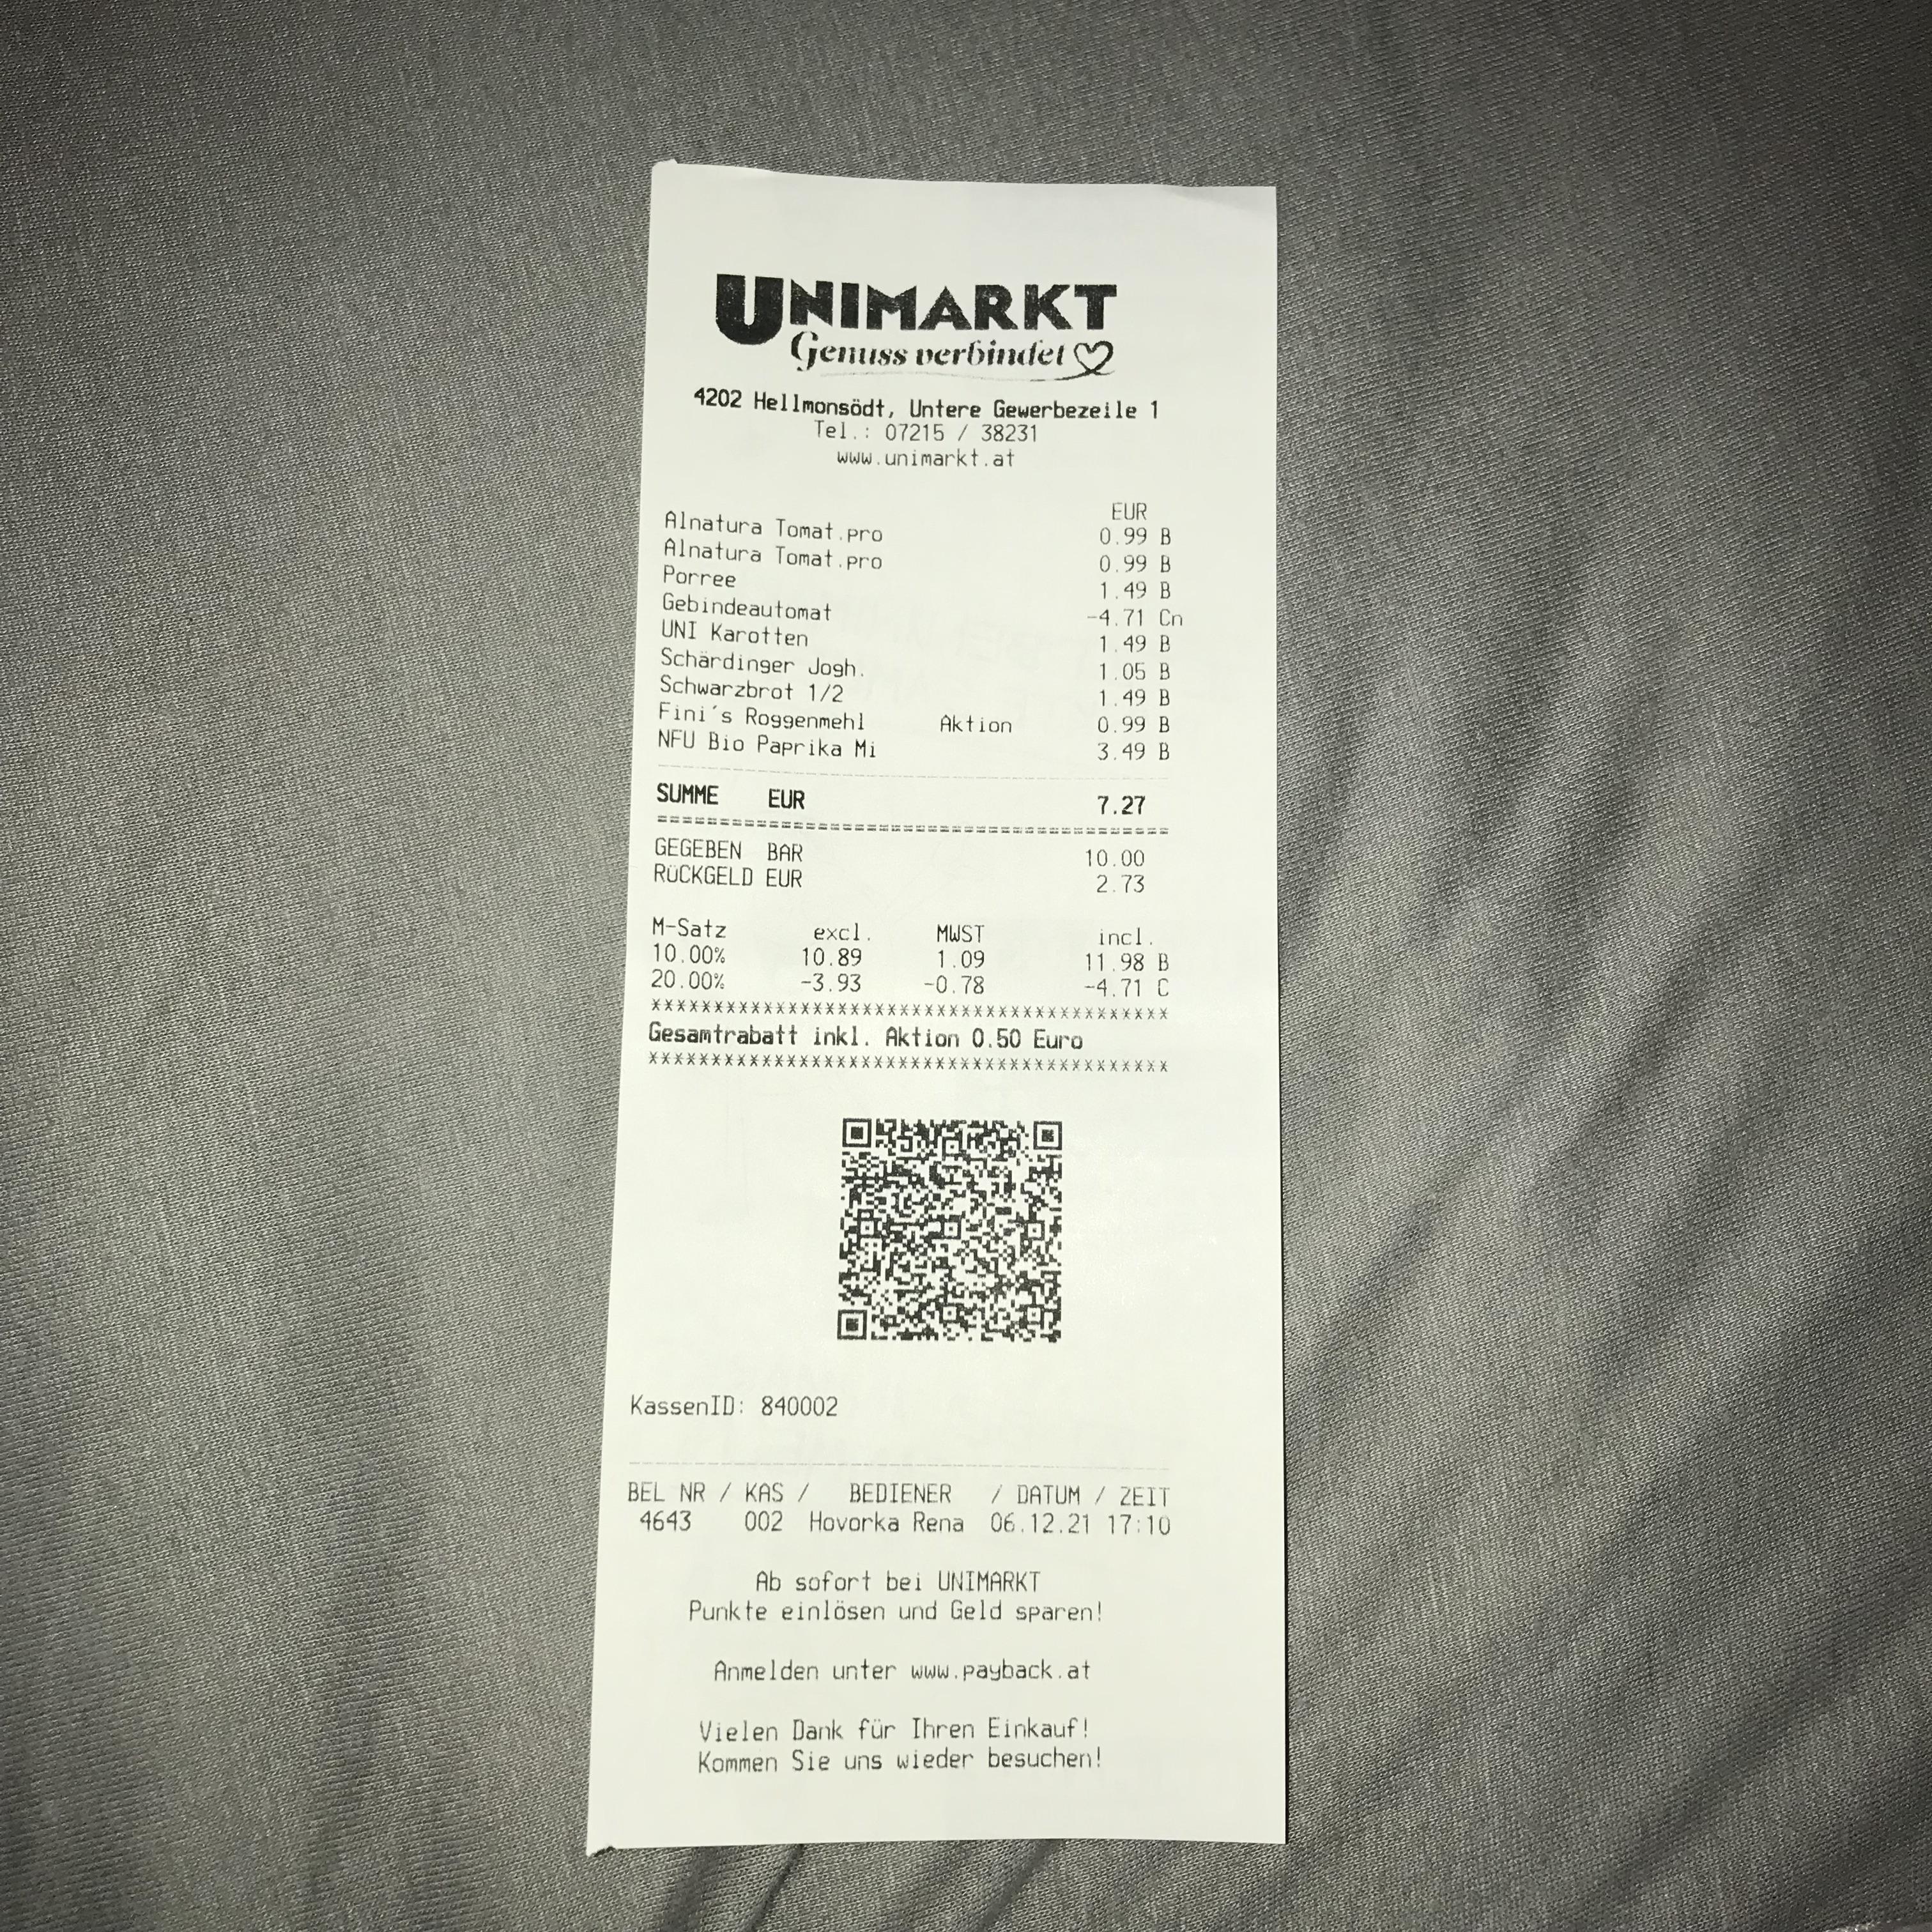 UNIMARKT
Genuss verbindet
4202 Hellmonsödt, Untere Gewerbezeile 1
Tel.: 07215 / 38231
www.unimarkt.at
EUR
Alnatura Tomat.pro 0.99 B
Alnatura Tomat.pro 0.99 B
Porree 1.49 B
Gebindeautomat -4.71 Cn
UNI Karotten 1.49 B
Schärdinger Jogh. 1.05 B
Schwarzbrot 1/2 1.49 B
Fini´s Roggenmehl Aktion 0.99 B
NFU Bio Paprika Mi 3.49 B
SUMME EUR 7.27
GEGEBEN BAR 10.00
RÜCKGELD EUR 2.73
M-Satz excl. MWST incl.
10.00% 10.89 1.09 11.98 B
20.00% -3.93 -0.78 -4.71 C
******************************************
Gesamtrabatt inkl. Aktion 0.50 Euro
******************************************
KassenID: 840002
BEL NR / KAS / BEDIENER / DATUM / ZEIT
4643 002 Hovorka Rena 06.12.21 17:10
Ab sofort bei UNIMARKT
Punkte einlösen und Geld sparen!
Anmelden unter www.payback.at
Vielen Dank für Ihren Einkauf!
Kommen Sie uns wieder besuchen!